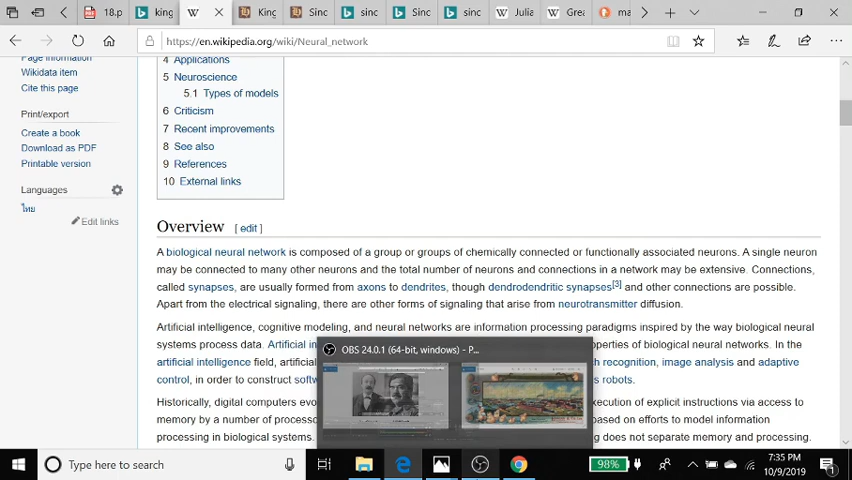 18.p
king
King
Sinc
sinc
Sinc
sinc
Julia
Grea
ma
https://en.wikipedia.org/wiki/Neural_network
Page information
Wikidata item
Cite this page
Print/export
Create a book
Download as PDF
Printable version
Languages
ไทย
Edit links
4 Applications
5 Neuroscience
5.1 Types of models
6 Criticism
7 Recent improvements
8 See also
9 References
10 External links
Overview [ edit ]
A biological neural network is composed of a group or groups of chemically connected or functionally associated neurons. A single neuron
may be connected to many other neurons and the total number of neurons and connections in a network may be extensive. Connections,
called synapses, are usually formed from axons to dendrites, though dendrodendritic synapses[3] and other connections are possible.
Apart from the electrical signaling, there are other forms of signaling that arise from neurotransmitter diffusion.
Artificial intelligence, cognitive modeling, and neural networks are information processing paradigms inspired by the way biological neural
systems process data. Artificial in operties of biological neural networks. In the
artificial intelligence field, artificia h recognition, image analysis and adaptive
control, in order to construct softw s robots.
Historically, digital computers evo xecution of explicit instructions via access to
memory by a number of process based on efforts to model information
processing in biological systems. ng does not separate memory and processing.
OBS 24.0.1 (64-bit, windows) - P...
Type here to search
98%
7:35 PM
10/9/2019
1